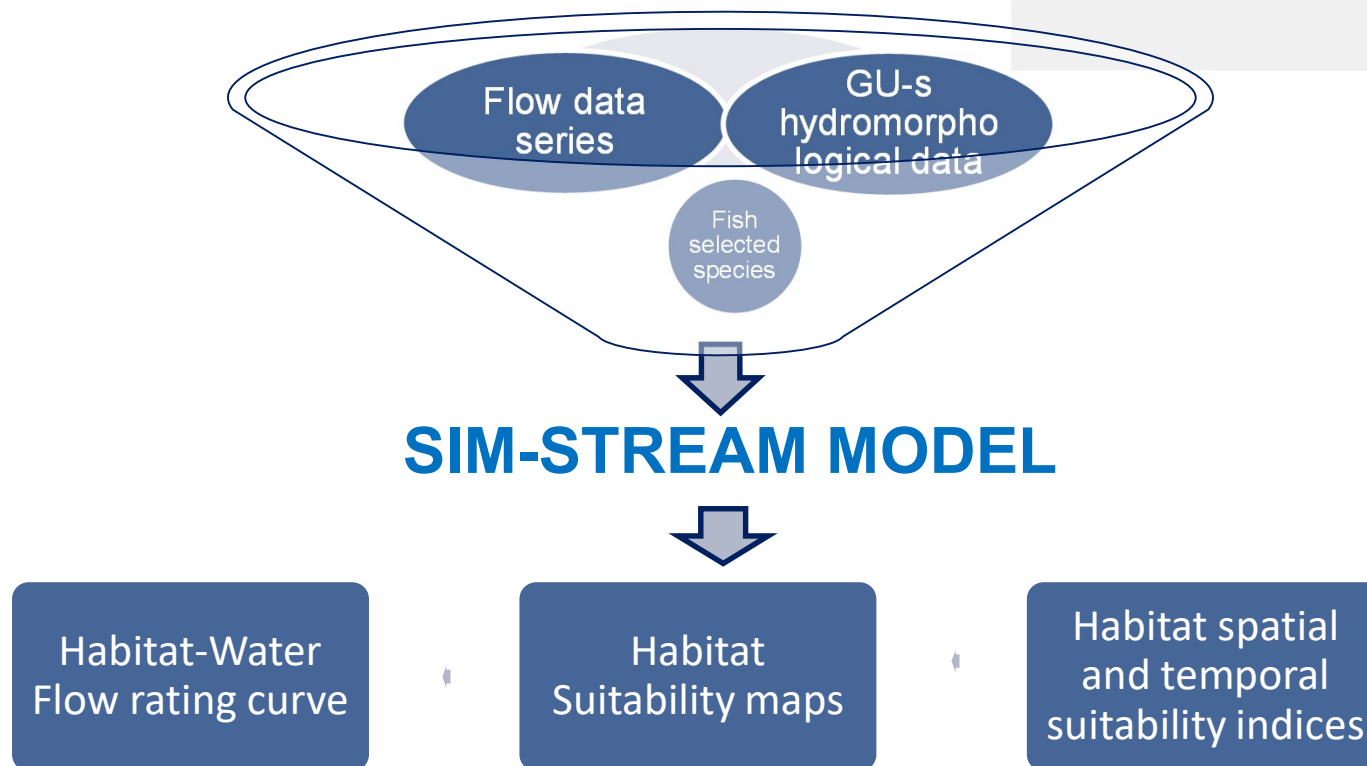 Flow data
series
GU-s
hydromorpho
logical data
Fish
selected
species
SIM-STREAM MODEL
Habitat-Water
Flow rating curve
Habitat
Suitability maps
Habitat spatial
and temporal
suitability indices